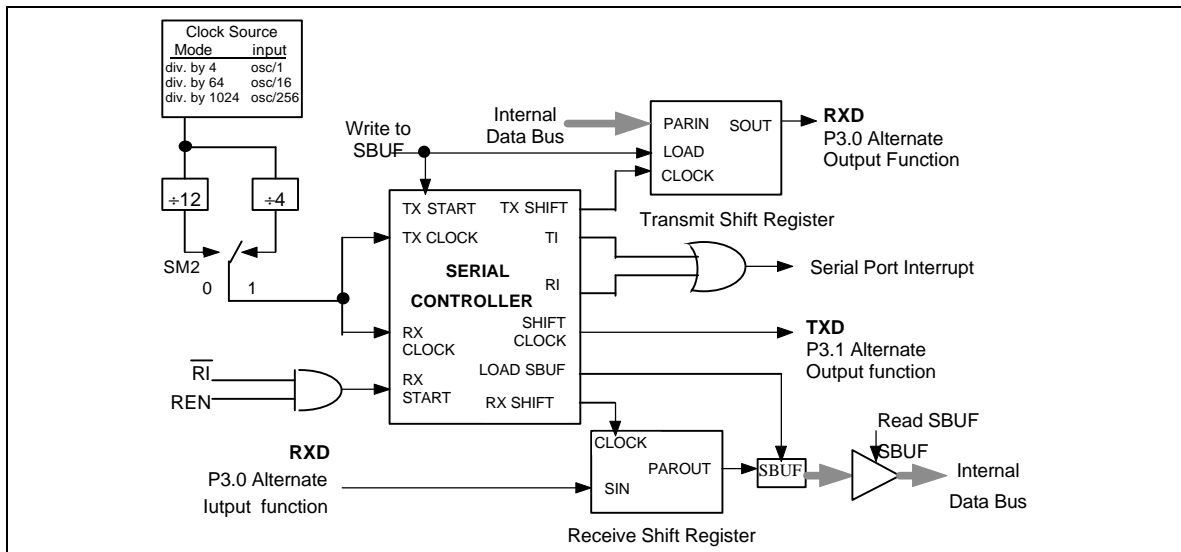 Clock Source
Mode input
div. by 4 osc/1
div. by 64 osc/16
div. by 1024 osc/256
÷12
÷4
SM2
0 1
Write to
SBUF
Internal
Data Bus
PARIN
SOUT
LOAD
CLOCK
RXD
P3.0 Alternate
Output Function
Transmit Shift Register
TX START
TX SHIFT
TX CLOCK
TI
SERIAL
CONTROLLER
RI
RX
CLOCK
SHIFT
CLOCK
LOAD SBUF
RX
START
RX SHIFT
Serial Port Interrupt
TXD
P3.1 Alternate
Output function
RI
REN
RXD
P3.0 Alternate
Iutput function
CLOCK
PAROUT
SIN
Receive Shift Register
SBUF
Read SBUF
SBUF
Internal
Data Bus